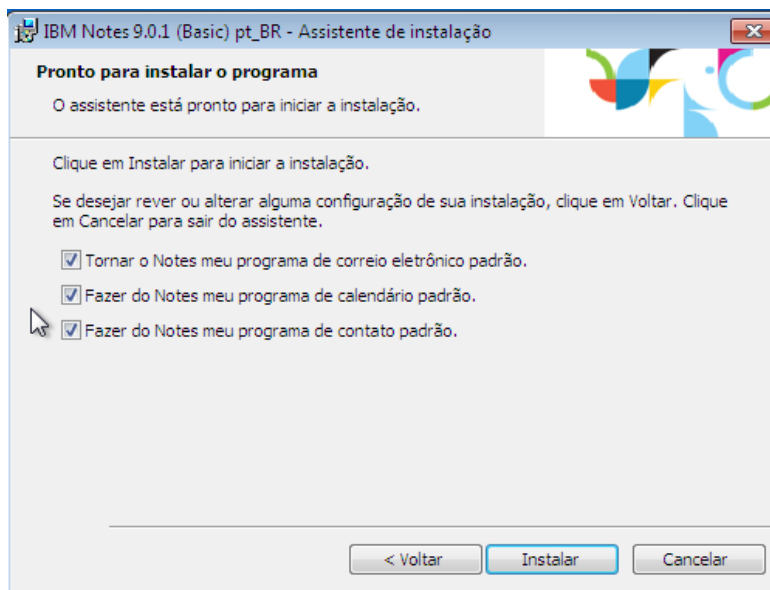 IBM Notes 9.0.1 (Basic) pt_BR - Assistente de instalação
Pronto para instalar o programa
O assistente está pronto para iniciar a instalação.
Clique em Instalar para iniciar a instalação.
Se desejar rever ou alterar alguma configuração de sua instalação, clique em Voltar. Clique
em Cancelar para sair do assistente.
Tornar o Notes meu programa de correio eletrônico padrão.
Fazer do Notes meu programa de calendário padrão.
Fazer do Notes meu programa de contato padrão.
< Voltar
Instalar
Cancelar